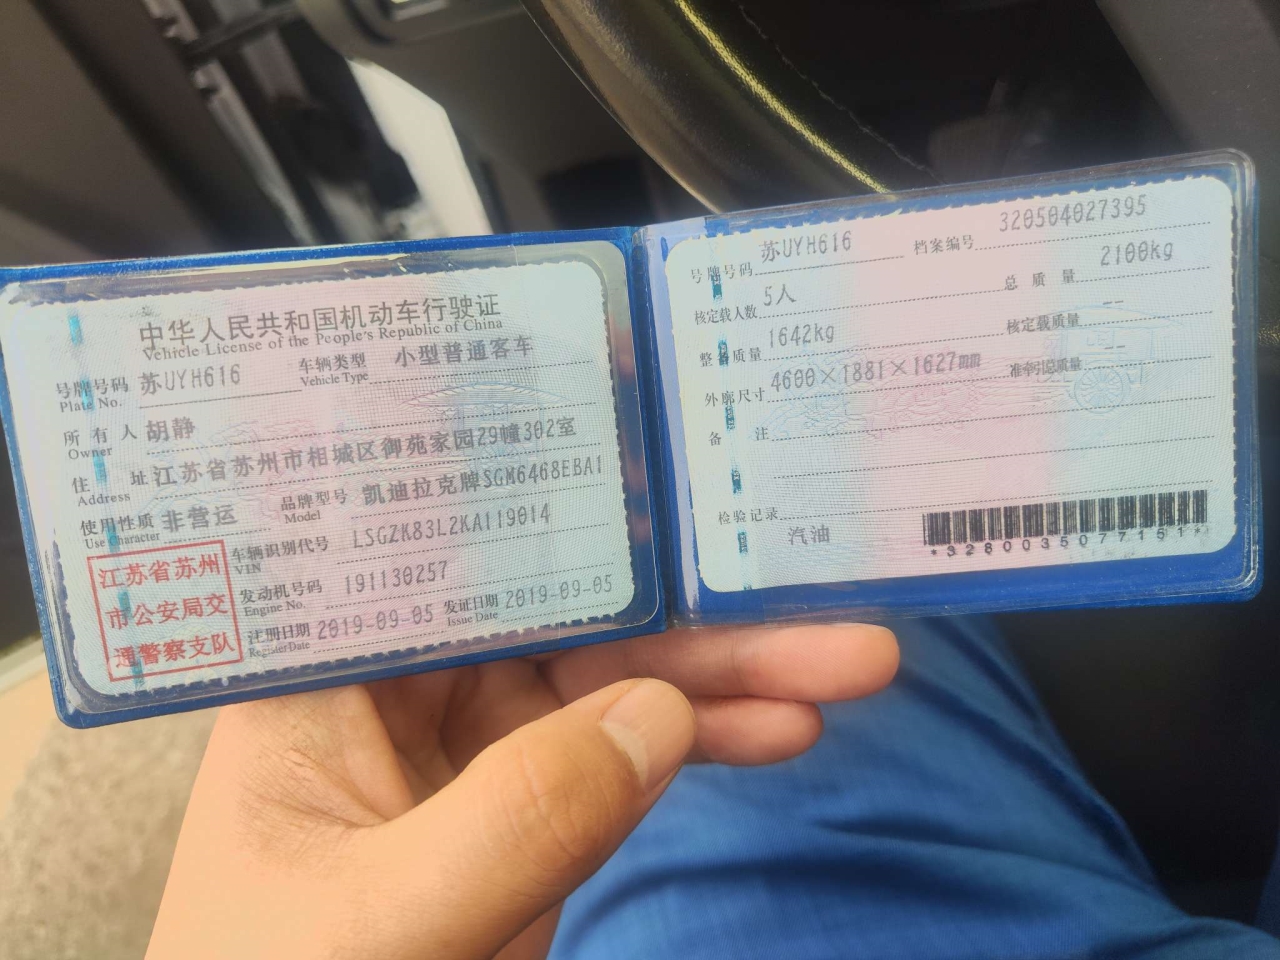 中华人民共和国机动车行驶证
Vehicle License of the People's Republic of China
号牌号码 苏UYH616 车辆类型 小型普通客车
Plate No. Vehicle Type
所有人 胡静
Owner
住址 江苏省苏州市相城区御苑家园29幢302室
Address
使用性质 非营运 品牌型号 凯迪拉克牌SGM6468EBA1
Use Character Model
江苏省苏州
市公安局交
通警察支队
车辆识别代号 LSGZK83L2KA119014
VIN
发动机号码 191130257
Engine No.
注册日期 2019-09-05 发证日期 2019-09-05
Register Date Issue Date
号牌号码 苏UYH616 档案编号 320504027395
核定载人数 5人 总质量 2100kg
整备质量 1642kg 核定载质量 --
外廓尺寸 4600×1881×1627mm 准牵引总质量 --
备注
检验记录
汽油
*3280035077151*